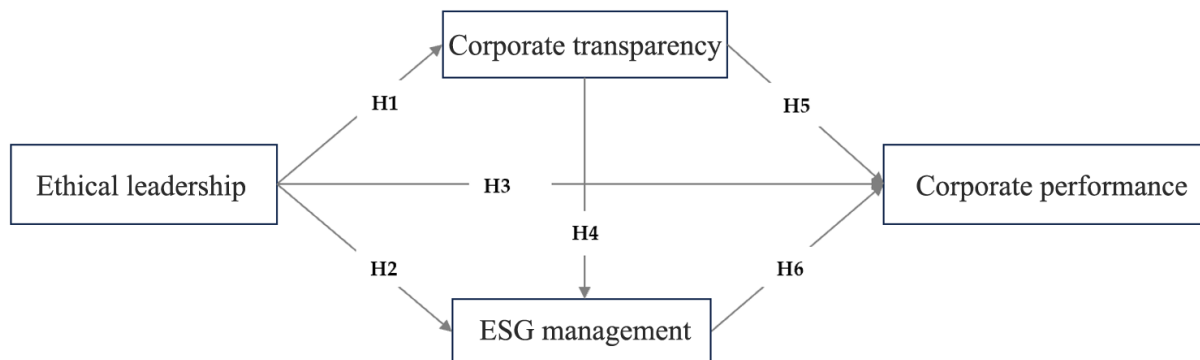 Corporate transparency
H1
H5
Ethical leadership
H3
Corporate performance
H4
H2
H6
ESG management